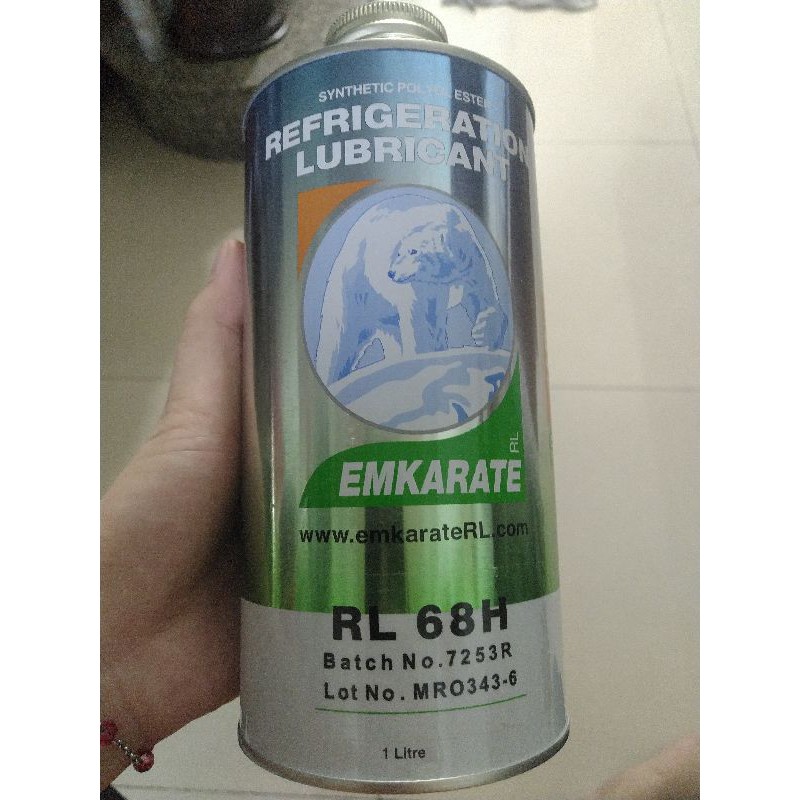 SYNTHETIC POLYOL ESTER
REFRIGERATION
LUBRICANT
EMKARATE RL
www.emkarateRL.com
RL 68H
Batch No.7253R
Lot No. MRO343-6
1 Litre